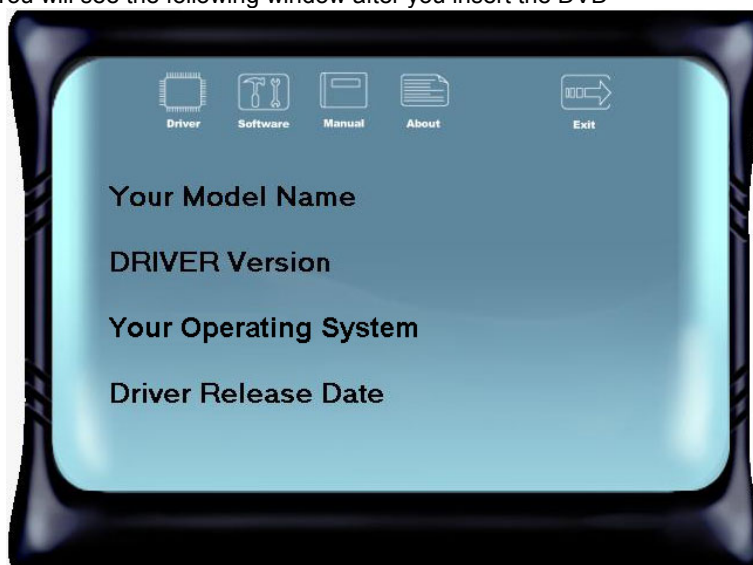 You will see the following window after you insert the DVD
Driver Software Manual About Exit
Your Model Name
DRIVER Version
Your Operating System
Driver Release Date